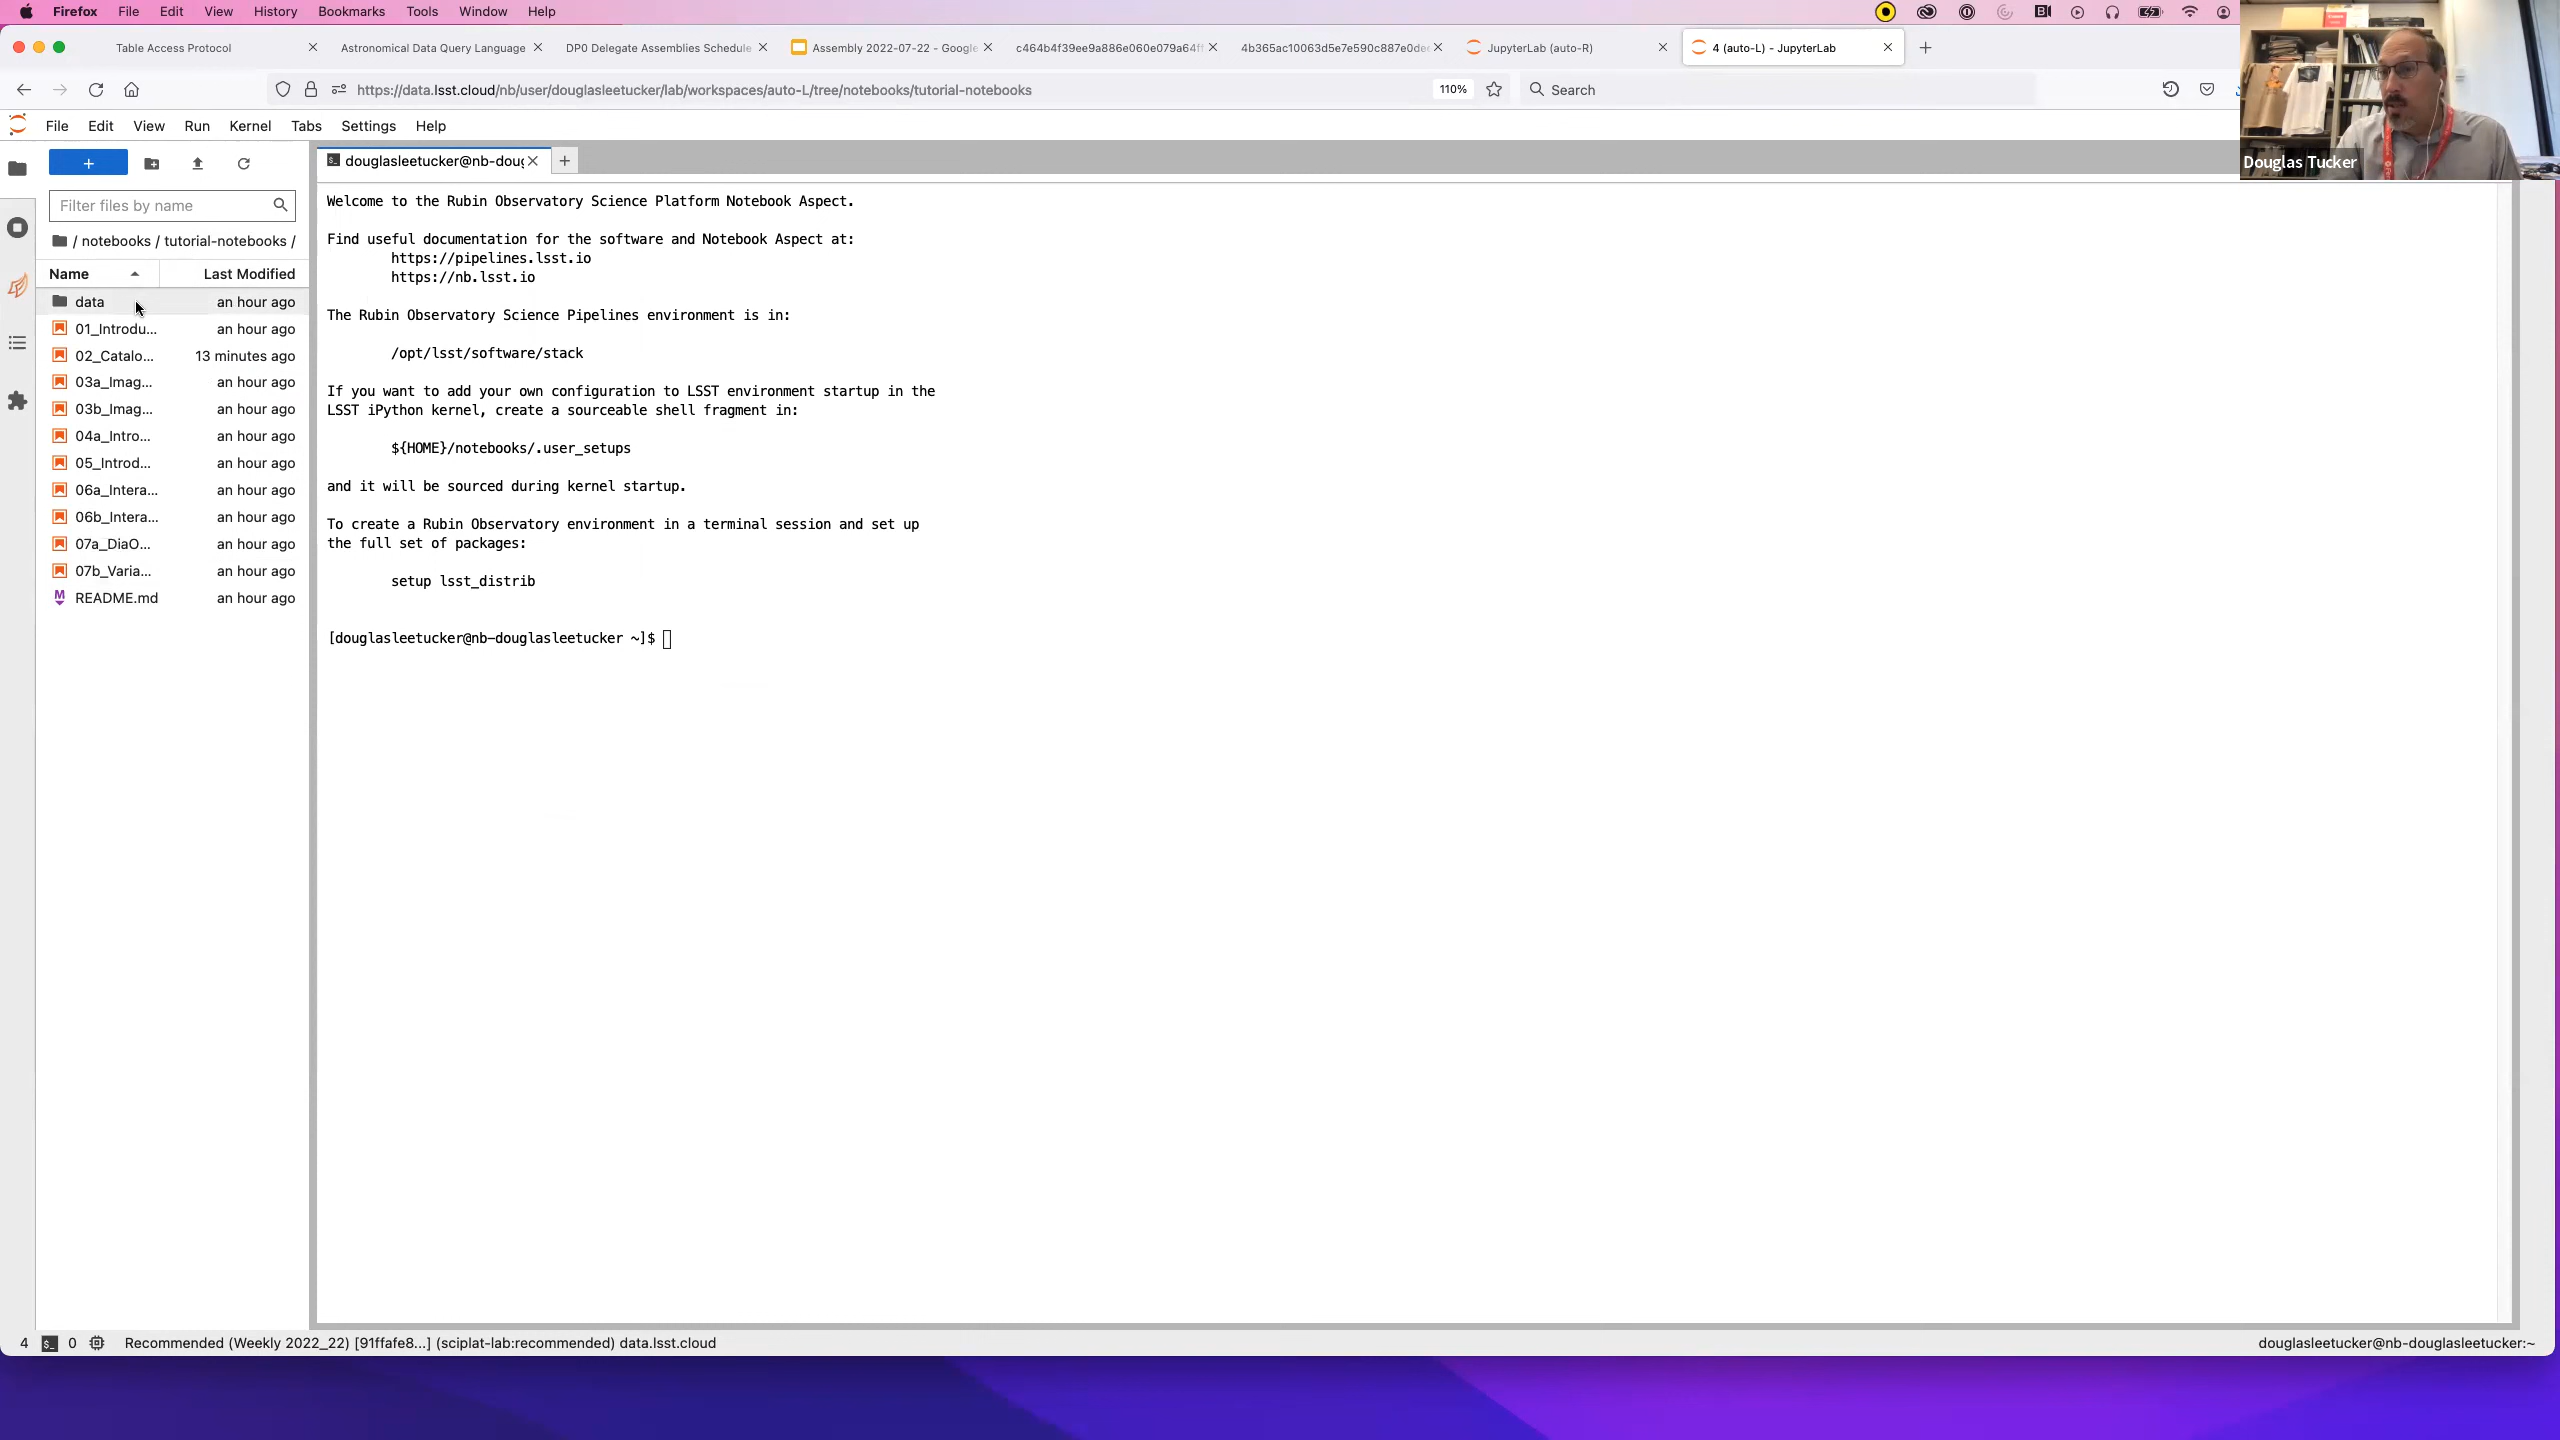 Firefox File Edit View History Bookmarks Tools Window Help
Table Access Protocol
Astronomical Data Query Language
DP0 Delegate Assemblies Schedule
Assembly 2022-07-22 - Google
c464b4f39ee9a886e060e079a64f
4b365ac10063d5e7e590c887e0de
JupyterLab (auto-R)
4 (auto-L) - JupyterLab
https://data.lsst.cloud/nb/user/douglasleetucker/lab/workspaces/auto-L/tree/notebooks/tutorial-notebooks
110%
Search
File Edit View Run Kernel Tabs Settings Help
Douglas Tucker
douglasleetucker@nb-doug
Filter files by name
/ notebooks / tutorial-notebooks /
Name Last Modified
data an hour ago
01_Introdu... an hour ago
02_Catalo... 13 minutes ago
03a_Imag... an hour ago
03b_Imag... an hour ago
04a_Intro... an hour ago
05_Introd... an hour ago
06a_Intera... an hour ago
06b_Intera... an hour ago
07a_DiaO... an hour ago
07b_Varia... an hour ago
README.md an hour ago
Welcome to the Rubin Observatory Science Platform Notebook Aspect.
Find useful documentation for the software and Notebook Aspect at:
https://pipelines.lsst.io
https://nb.lsst.io
The Rubin Observatory Science Pipelines environment is in:
/opt/lsst/software/stack
If you want to add your own configuration to LSST environment startup in the
LSST iPython kernel, create a sourceable shell fragment in:
${HOME}/notebooks/.user_setups
and it will be sourced during kernel startup.
To create a Rubin Observatory environment in a terminal session and set up
the full set of packages:
setup lsst_distrib
[douglasleetucker@nb-douglasleetucker ~]$
4 0 Recommended (Weekly 2022_22) [91ffafe8...] (sciplat-lab:recommended) data.lsst.cloud
douglasleetucker@nb-douglasleetucker:~